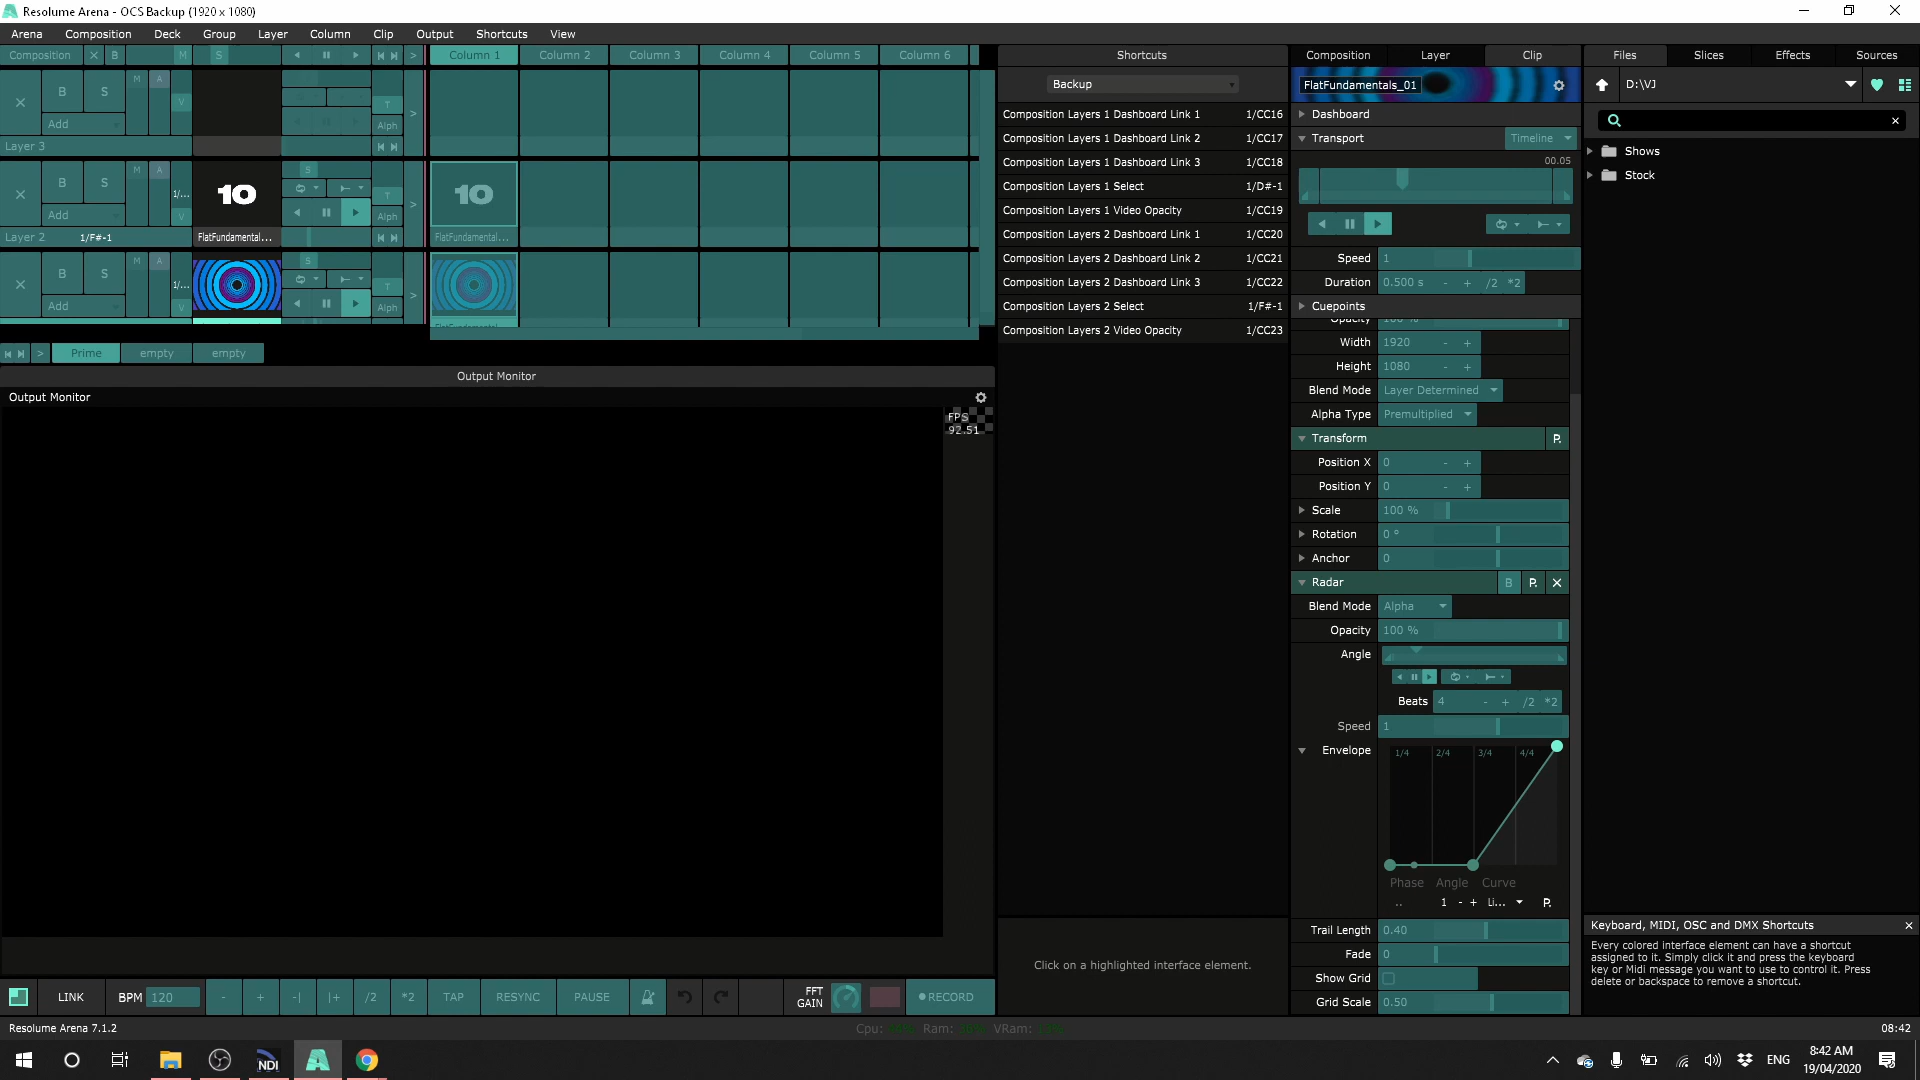 Resolume Arena - OCS Backup (1920 x 1080)
Arena Composition Deck Group Layer Column Clip Output Shortcuts View
Composition B M S Column 1 Column 2 Column 3 Column 4 Column 5 Column 6
B S M A V T
Add Alph
Layer 3
B S M A 1/... S 10 10
Add V T Alph
Layer 2 1/F#-1 FlatFundamental... FlatFundamental...
B S M A 1/... S
Add V T Alph
Prime empty empty
Output Monitor
Output Monitor
FPS
92.51
Shortcuts
Backup
Composition Layers 1 Dashboard Link 1 1/CC16
Composition Layers 1 Dashboard Link 2 1/CC17
Composition Layers 1 Dashboard Link 3 1/CC18
Composition Layers 1 Select 1/D#-1
Composition Layers 1 Video Opacity 1/CC19
Composition Layers 2 Dashboard Link 1 1/CC20
Composition Layers 2 Dashboard Link 2 1/CC21
Composition Layers 2 Dashboard Link 3 1/CC22
Composition Layers 2 Select 1/F#-1
Composition Layers 2 Video Opacity 1/CC23
Click on a highlighted interface element.
Composition Layer Clip
FlatFundamentals_01
Dashboard
Transport Timeline
00.05
Speed 1
Duration 0.500 s - + /2 *2
Cuepoints
Opacity 100 %
Width 1920 - +
Height 1080 - +
Blend Mode Layer Determined
Alpha Type Premultiplied
Transform P.
Position X 0 - +
Position Y 0 - +
Scale 100 %
Rotation 0 °
Anchor 0
Radar B P. X
Blend Mode Alpha
Opacity 100 %
Angle
Beats 4 - + /2 *2
Speed 1
Envelope 1/4 2/4 3/4 4/4
Phase Angle Curve
.. 1 - + Li... P.
Trail Length 0.40
Fade 0
Show Grid
Grid Scale 0.50
Files Slices Effects Sources
D:\VJ
Shows
Stock
Keyboard, MIDI, OSC and DMX Shortcuts
Every colored interface element can have a shortcut
assigned to it. Simply click it and press the keyboard
key or Midi message you want to use to control it. Press
delete or backspace to remove a shortcut.
LINK BPM 120 - + -| |+ /2 *2 TAP RESYNC PAUSE FFT GAIN RECORD
Resolume Arena 7.1.2 Cpu: Ram: VRam: 08:42
NDI ENG 8:42 AM
19/04/2020